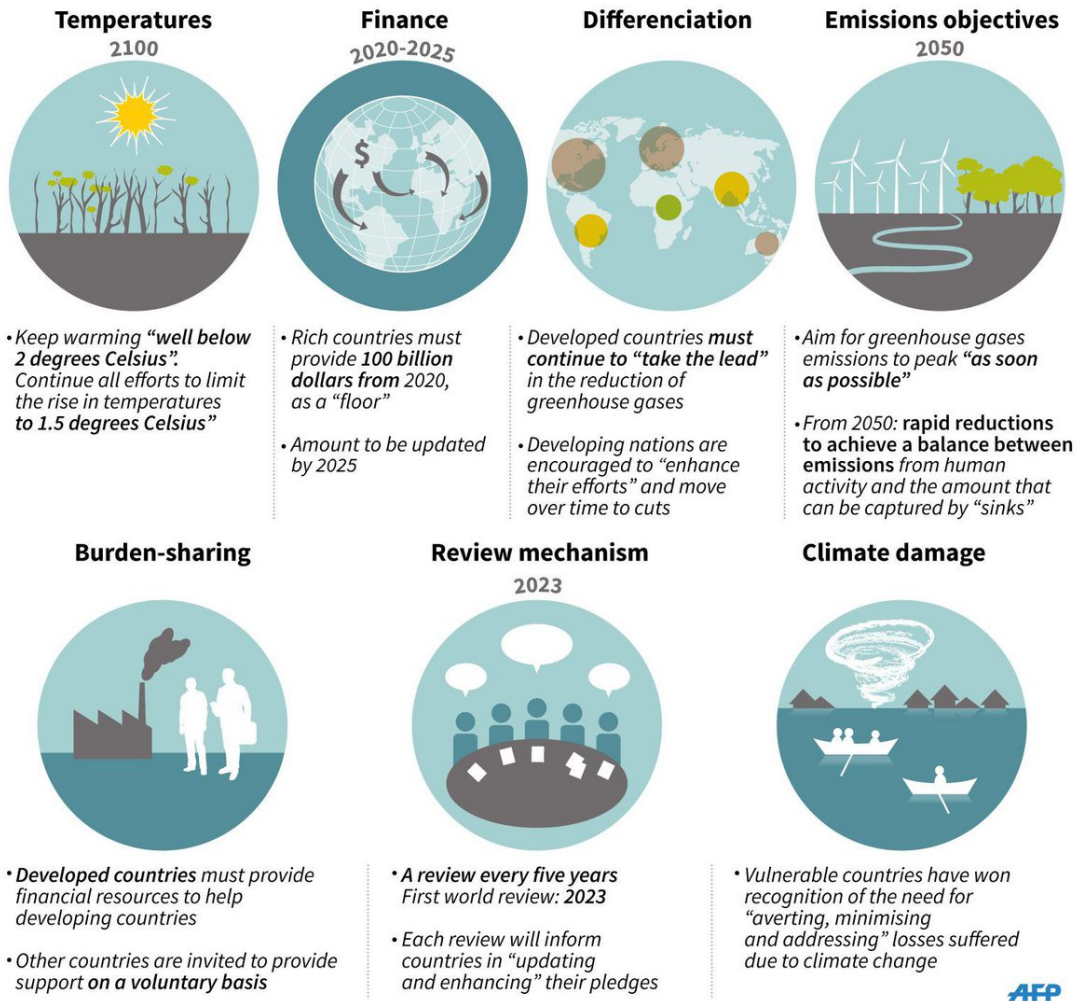 Temperatures
2100
• Keep warming “well below
2 degrees Celsius”.
Continue all efforts to limit
the rise in temperatures
to 1.5 degrees Celsius”
Finance
2020-2025
$
• Rich countries must
provide 100 billion
dollars from 2020,
as a “floor”
• Amount to be updated
by 2025
Differenciation
• Developed countries must
continue to “take the lead”
in the reduction of
greenhouse gases
• Developing nations are
encouraged to “enhance
their efforts” and move
over time to cuts
Emissions objectives
2050
• Aim for greenhouse gases
emissions to peak “as soon
as possible”
• From 2050: rapid reductions
to achieve a balance between
emissions from human
activity and the amount that
can be captured by “sinks”
Burden-sharing
• Developed countries must provide
financial resources to help
developing countries
• Other countries are invited to provide
support on a voluntary basis
Review mechanism
2023
• A review every five years
First world review: 2023
• Each review will inform
countries in “updating
and enhancing” their pledges
Climate damage
• Vulnerable countries have won
recognition of the need for
“averting, minimising
and addressing” losses suffered
due to climate change
AFP